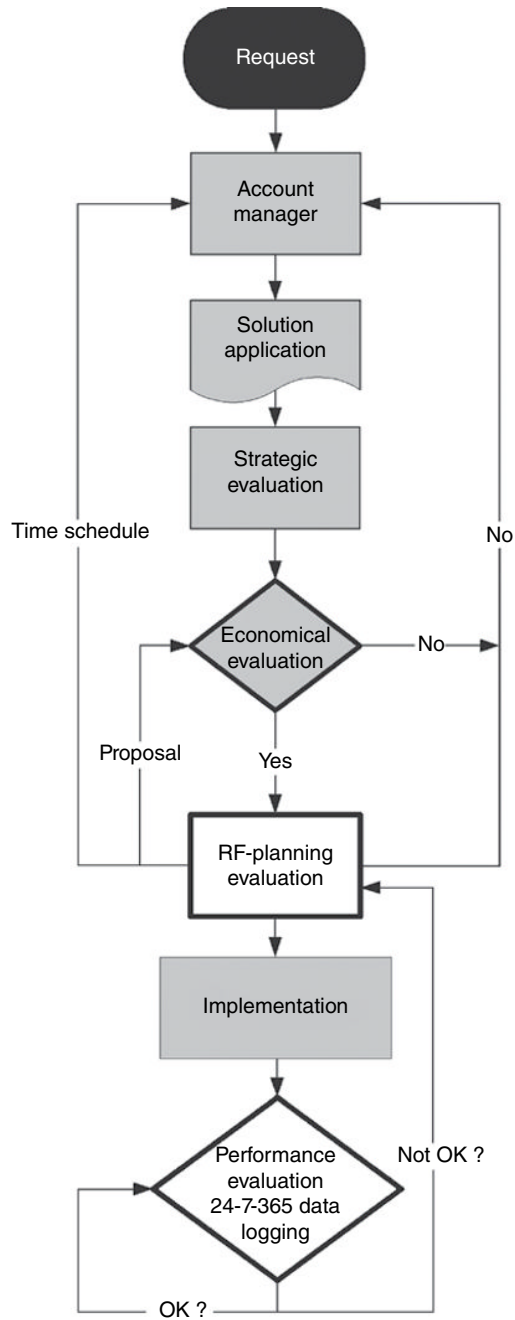 Request
Account
manager
Solution
application
Strategic
evaluation
Time schedule
No
Economical
evaluation
No
Proposal
Yes
RF-planning
evaluation
Implementation
Performance
evaluation
24-7-365 data
logging
Not OK ?
OK ?